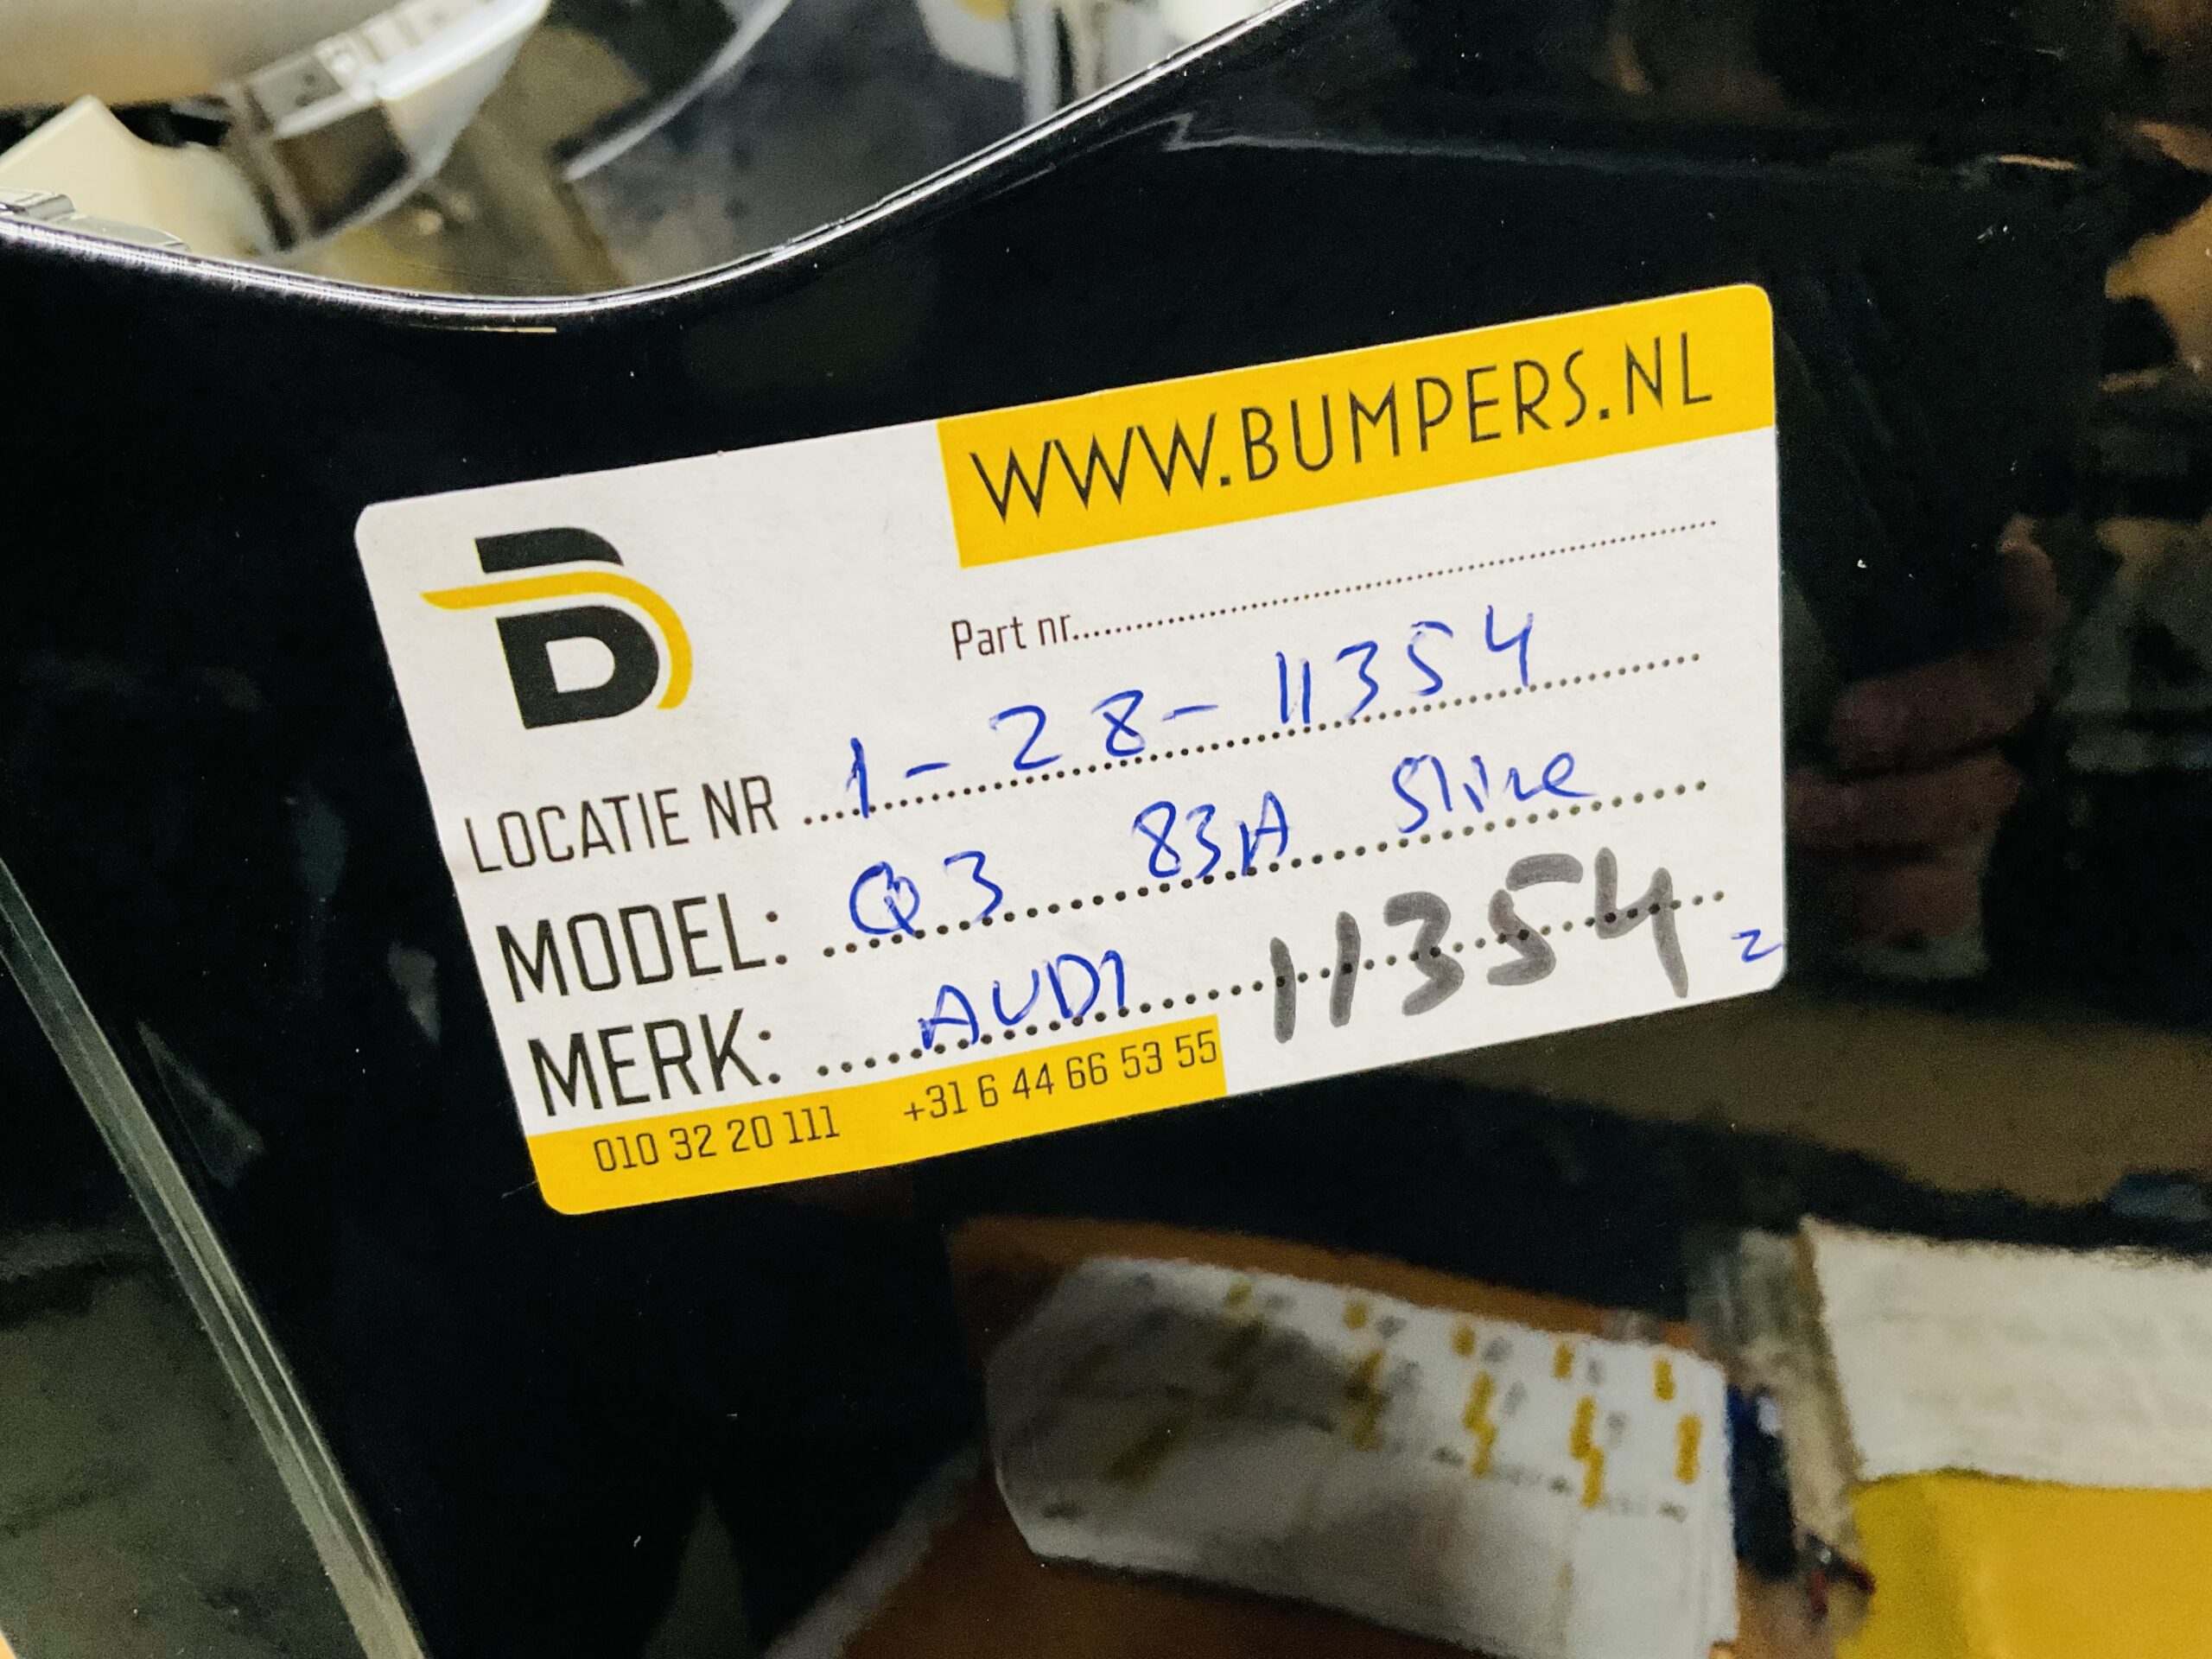 WWW.BUMPERS.NL
B
Part nr....................
LOCATIE NR 1-28-11354
MODEL: Q3 83A Sline
MERK: AUDI 11354 2
010 32 20 111 +31 6 44 66 53 55